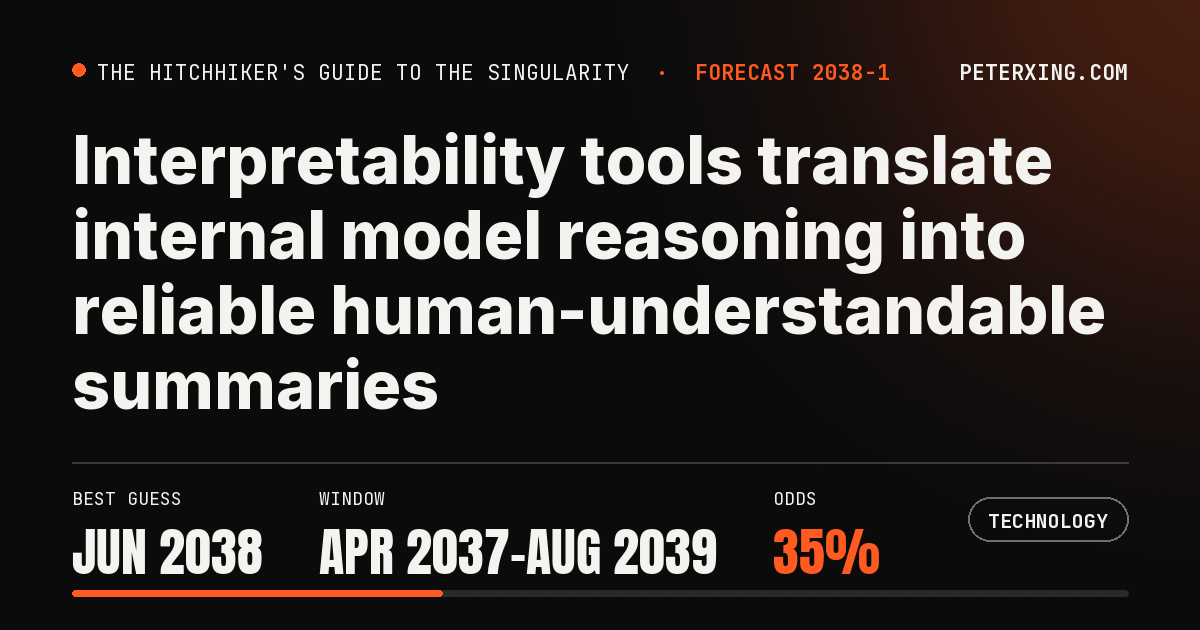 THE HITCHHIKER'S GUIDE TO THE SINGULARITY · FORECAST 2038-1 PETERXING.COM
Interpretability tools translate
internal model reasoning into
reliable human-understandable
summaries
BEST GUESS WINDOW ODDS
JUN 2038 APR 2037-AUG 2039 35% TECHNOLOGY